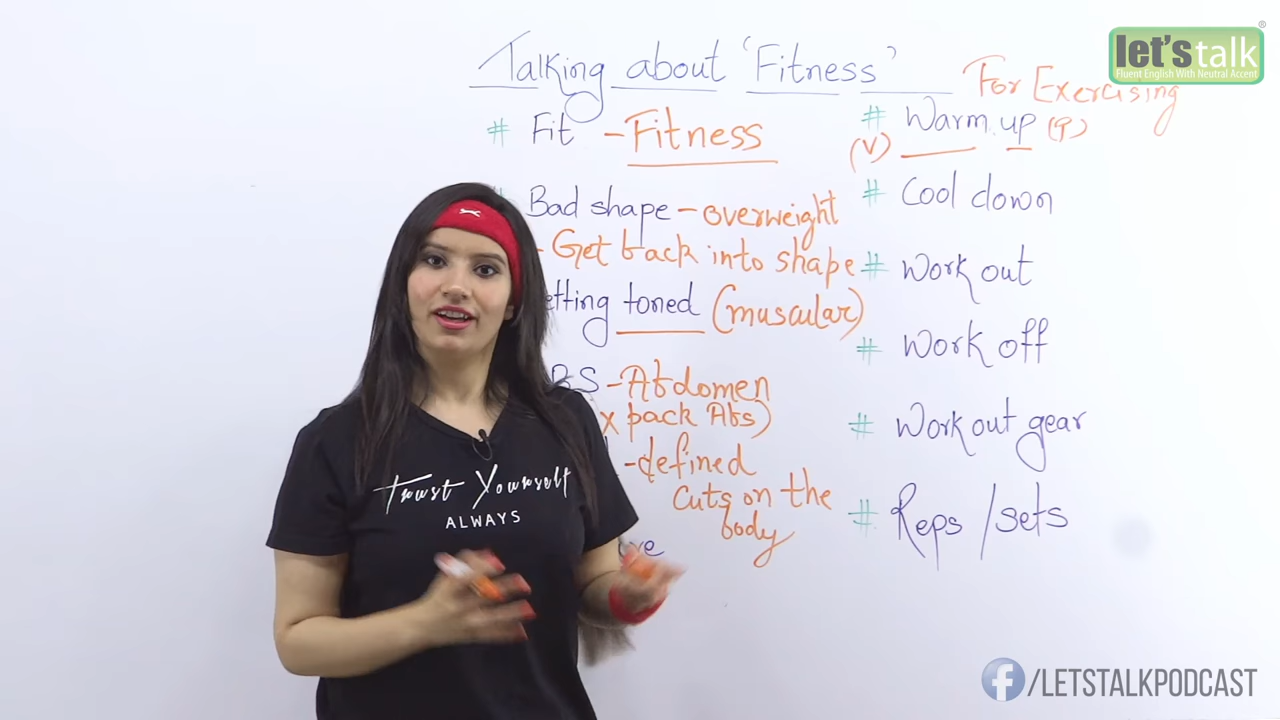 let's talk
Fluent English With Neutral Accent
Talking about 'Fitness'
For Exercising
# Fit - Fitness
Bad shape - overweight
- Get back into shape
etting toned (muscular)
BS - Abdomen
x pack Abs)
- defined
cuts on the
body
# Warm up (P)
(V)
# Cool down
# Work out
# Work off
# Work out gear
# Reps / sets
Trust Yourself
ALWAYS
f /LETSTALKPODCAST